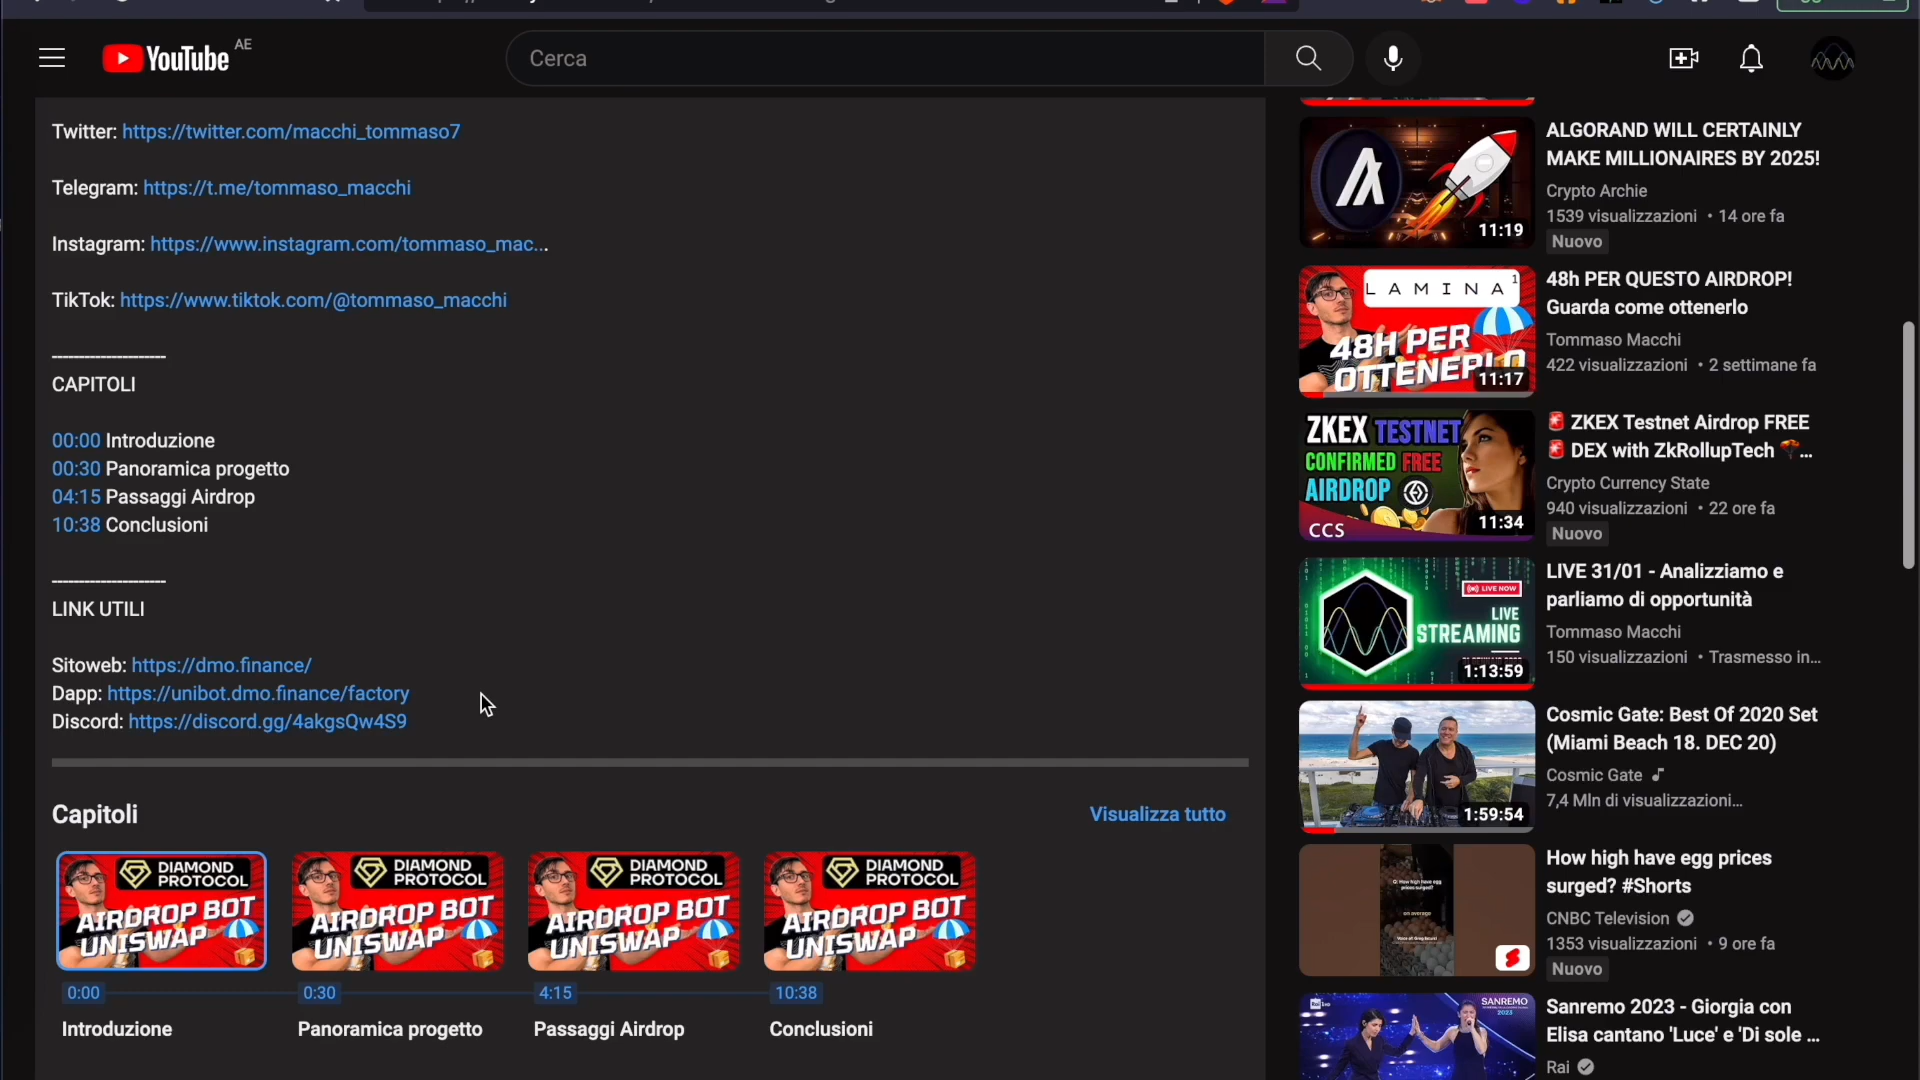 YouTube AE
Cerca
Twitter: https://twitter.com/macchi_tommaso7
Telegram: https://t.me/tommaso_macchi
Instagram: https://www.instagram.com/tommaso_mac...
TikTok: https://www.tiktok.com/@tommaso_macchi
---------------------
CAPITOLI
00:00 Introduzione
00:30 Panoramica progetto
04:15 Passaggi Airdrop
10:38 Conclusioni
---------------------
LINK UTILI
Sitoweb: https://dmo.finance/
Dapp: https://unibot.dmo.finance/factory
Discord: https://discord.gg/4akgsQw4S9
Capitoli
Visualizza tutto
DIAMOND
PROTOCOL
AIRDROP BOT
UNISWAP
0:00
Introduzione
DIAMOND
PROTOCOL
AIRDROP BOT
UNISWAP
0:30
Panoramica progetto
DIAMOND
PROTOCOL
AIRDROP BOT
UNISWAP
4:15
Passaggi Airdrop
DIAMOND
PROTOCOL
AIRDROP BOT
UNISWAP
10:38
Conclusioni
11:19
ALGORAND WILL CERTAINLY
MAKE MILLIONAIRES BY 2025!
Crypto Archie
1539 visualizzazioni • 14 ore fa
Nuovo
LAMINA1
48H PER
OTTENERLO
11:17
48h PER QUESTO AIRDROP!
Guarda come ottenerlo
Tommaso Macchi
422 visualizzazioni • 2 settimane fa
ZKEX TESTNET
CONFIRMED FREE
AIRDROP
CCS
11:34
🚨 ZKEX Testnet Airdrop FREE
🚨 DEX with ZkRollupTech 🪂...
Crypto Currency State
940 visualizzazioni • 22 ore fa
Nuovo
LIVE NOW
LIVE
STREAMING
1:13:59
LIVE 31/01 - Analizziamo e
parliamo di opportunità
Tommaso Macchi
150 visualizzazioni • Trasmesso in...
1:59:54
Cosmic Gate: Best Of 2020 Set
(Miami Beach 18. DEC 20)
Cosmic Gate
7,4 Mln di visualizzazioni...
Q: How high have egg
prices surged?
on average
How high have egg prices
surged? #Shorts
CNBC Television
1353 visualizzazioni • 9 ore fa
Nuovo
Rai
SANREMO
2023
Sanremo 2023 - Giorgia con
Elisa cantano 'Luce' e 'Di sole ...
Rai